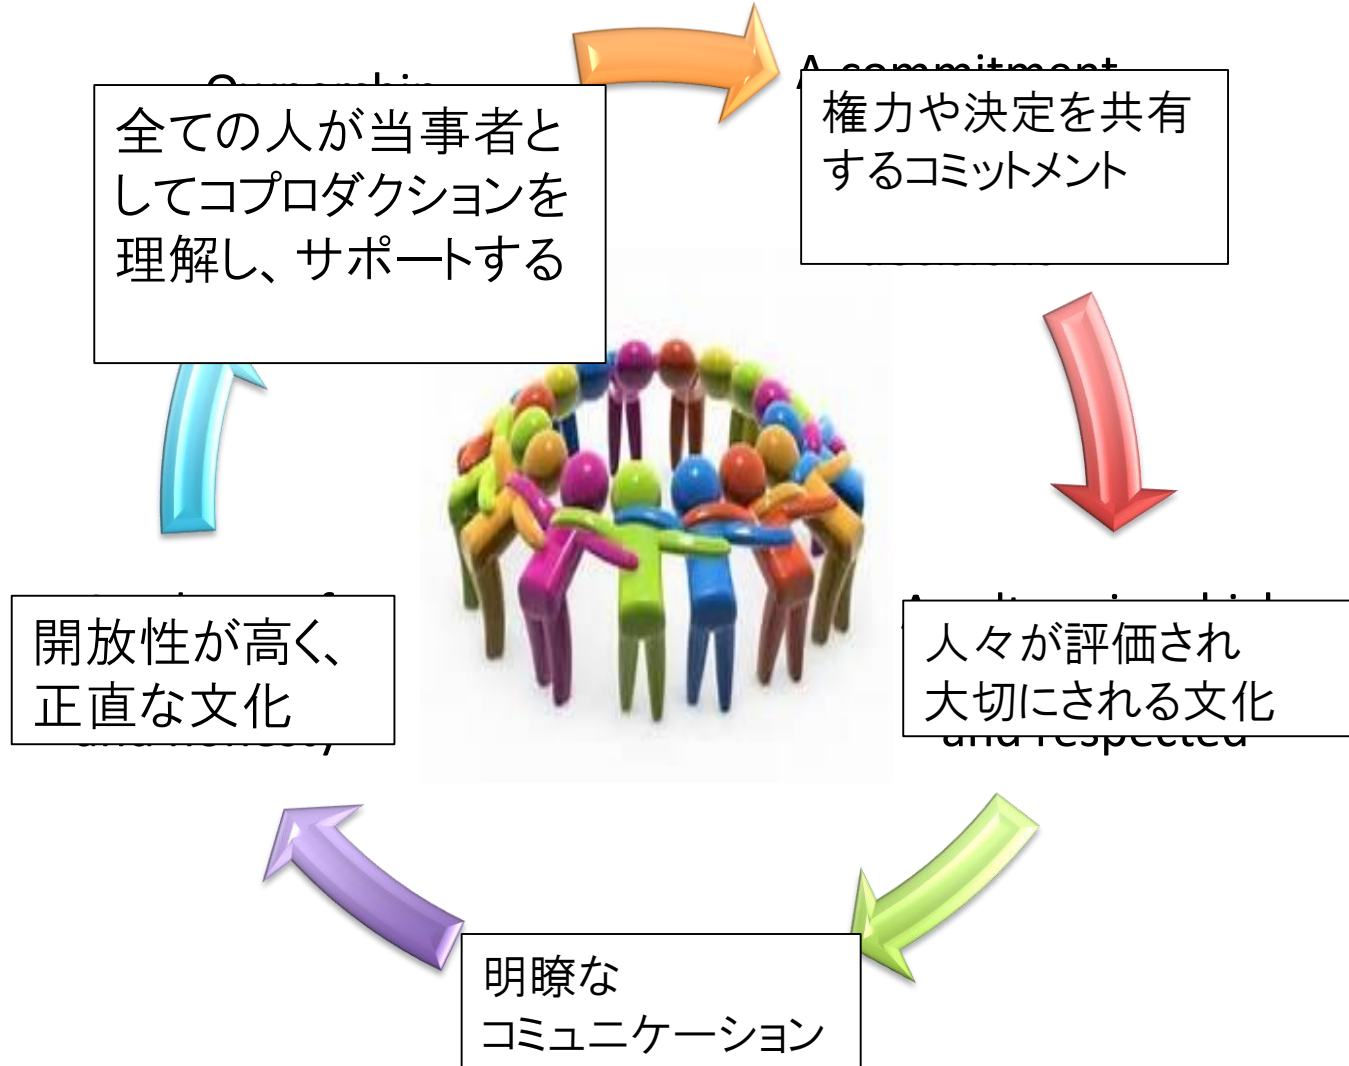 全ての人が当事者と
してコプロダクションを
理解し、サポートする
権力や決定を共有
するコミットメント
人々が評価され
大切にされる文化
and respected
明瞭な
コミュニケーション
開放性が高く、
正直な文化
and honesty